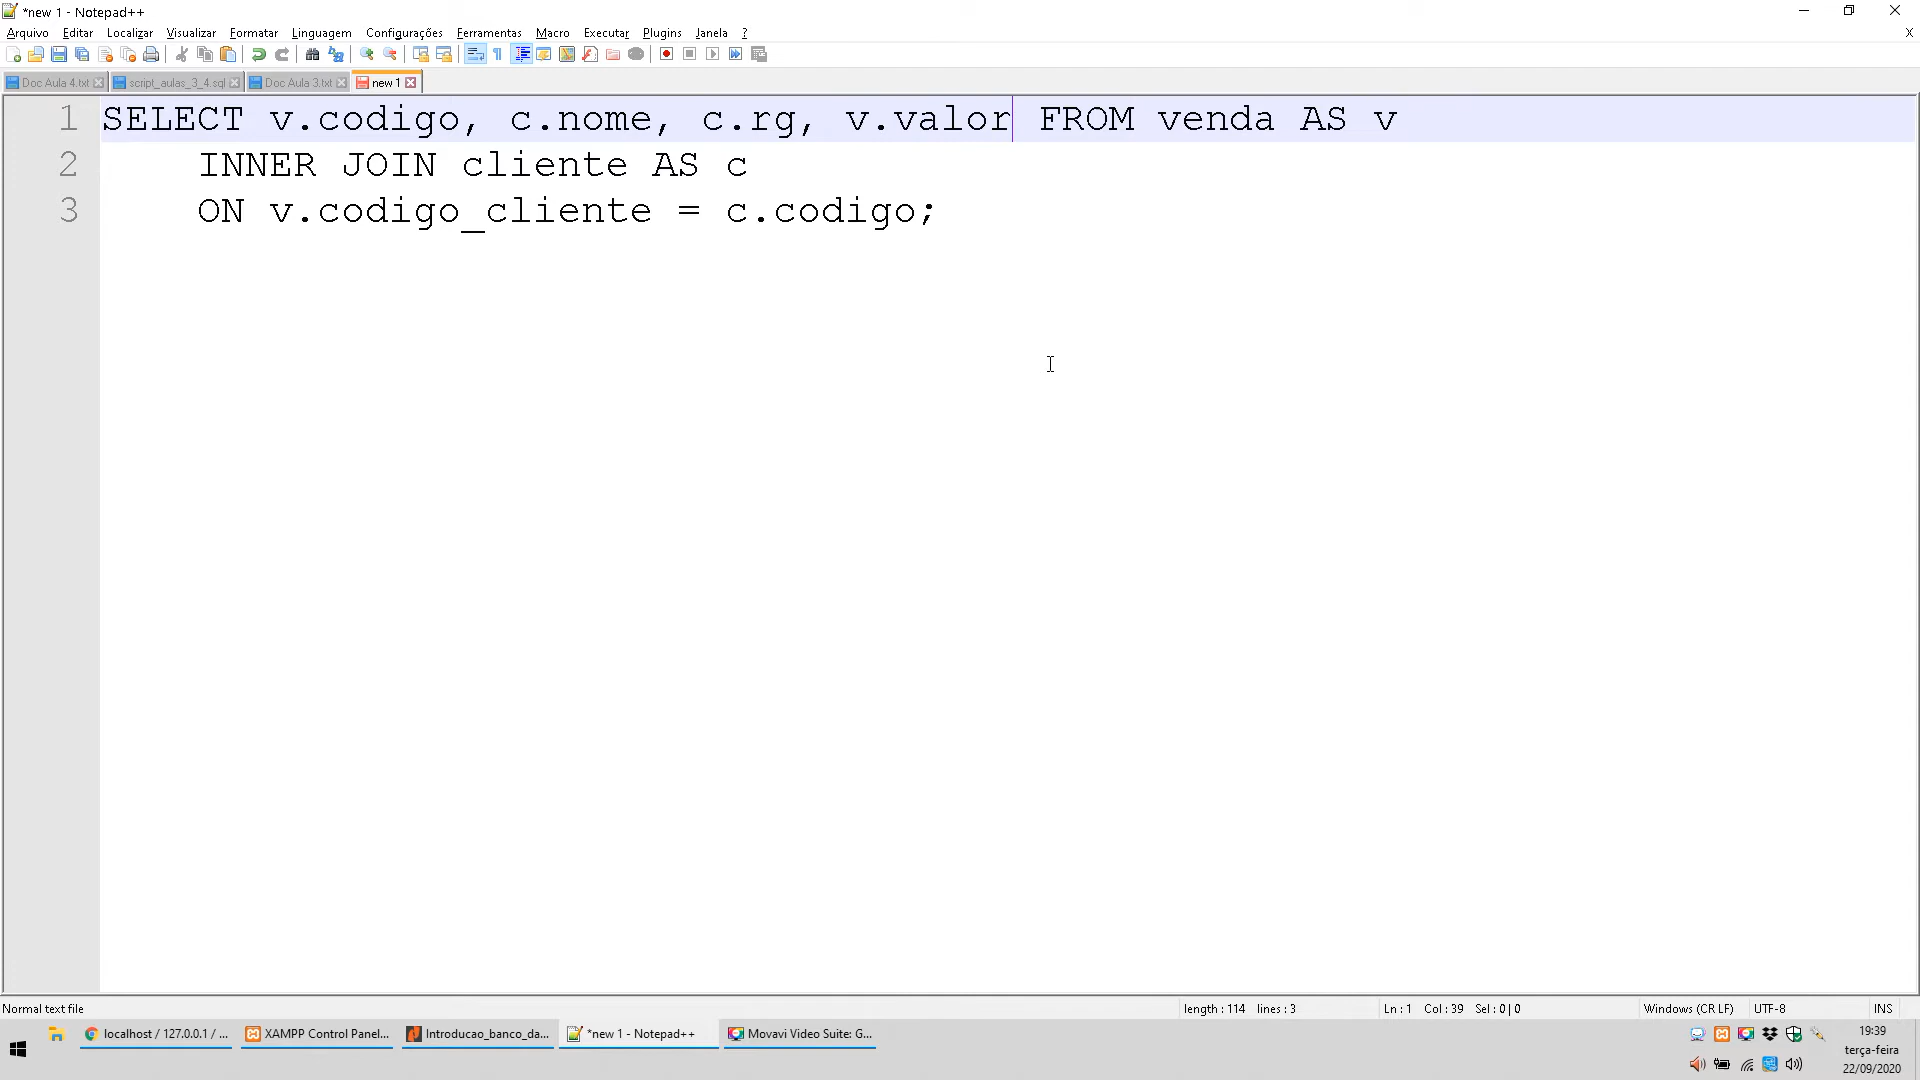 *new 1 - Notepad++
Arquivo Editar Localizar Visualizar Formatar Linguagem Configurações Ferramentas Macro Executar Plugins Janela ? X
Doc Aula 4.txt script_aulas_3_4.sql Doc Aula 3.txt new 1
1 SELECT v.codigo, c.nome, c.rg, v.valor FROM venda AS v
2 INNER JOIN cliente AS c
3 ON v.codigo_cliente = c.codigo;
Normal text file length : 114 lines : 3 Ln : 1 Col : 39 Sel : 0 | 0 Windows (CR LF) UTF-8 INS
localhost / 127.0.0.1 / ... XAMPP Control Panel... Introducao_banco_da... *new 1 - Notepad++ Movavi Video Suite: G...
19:39
terça-feira
22/09/2020